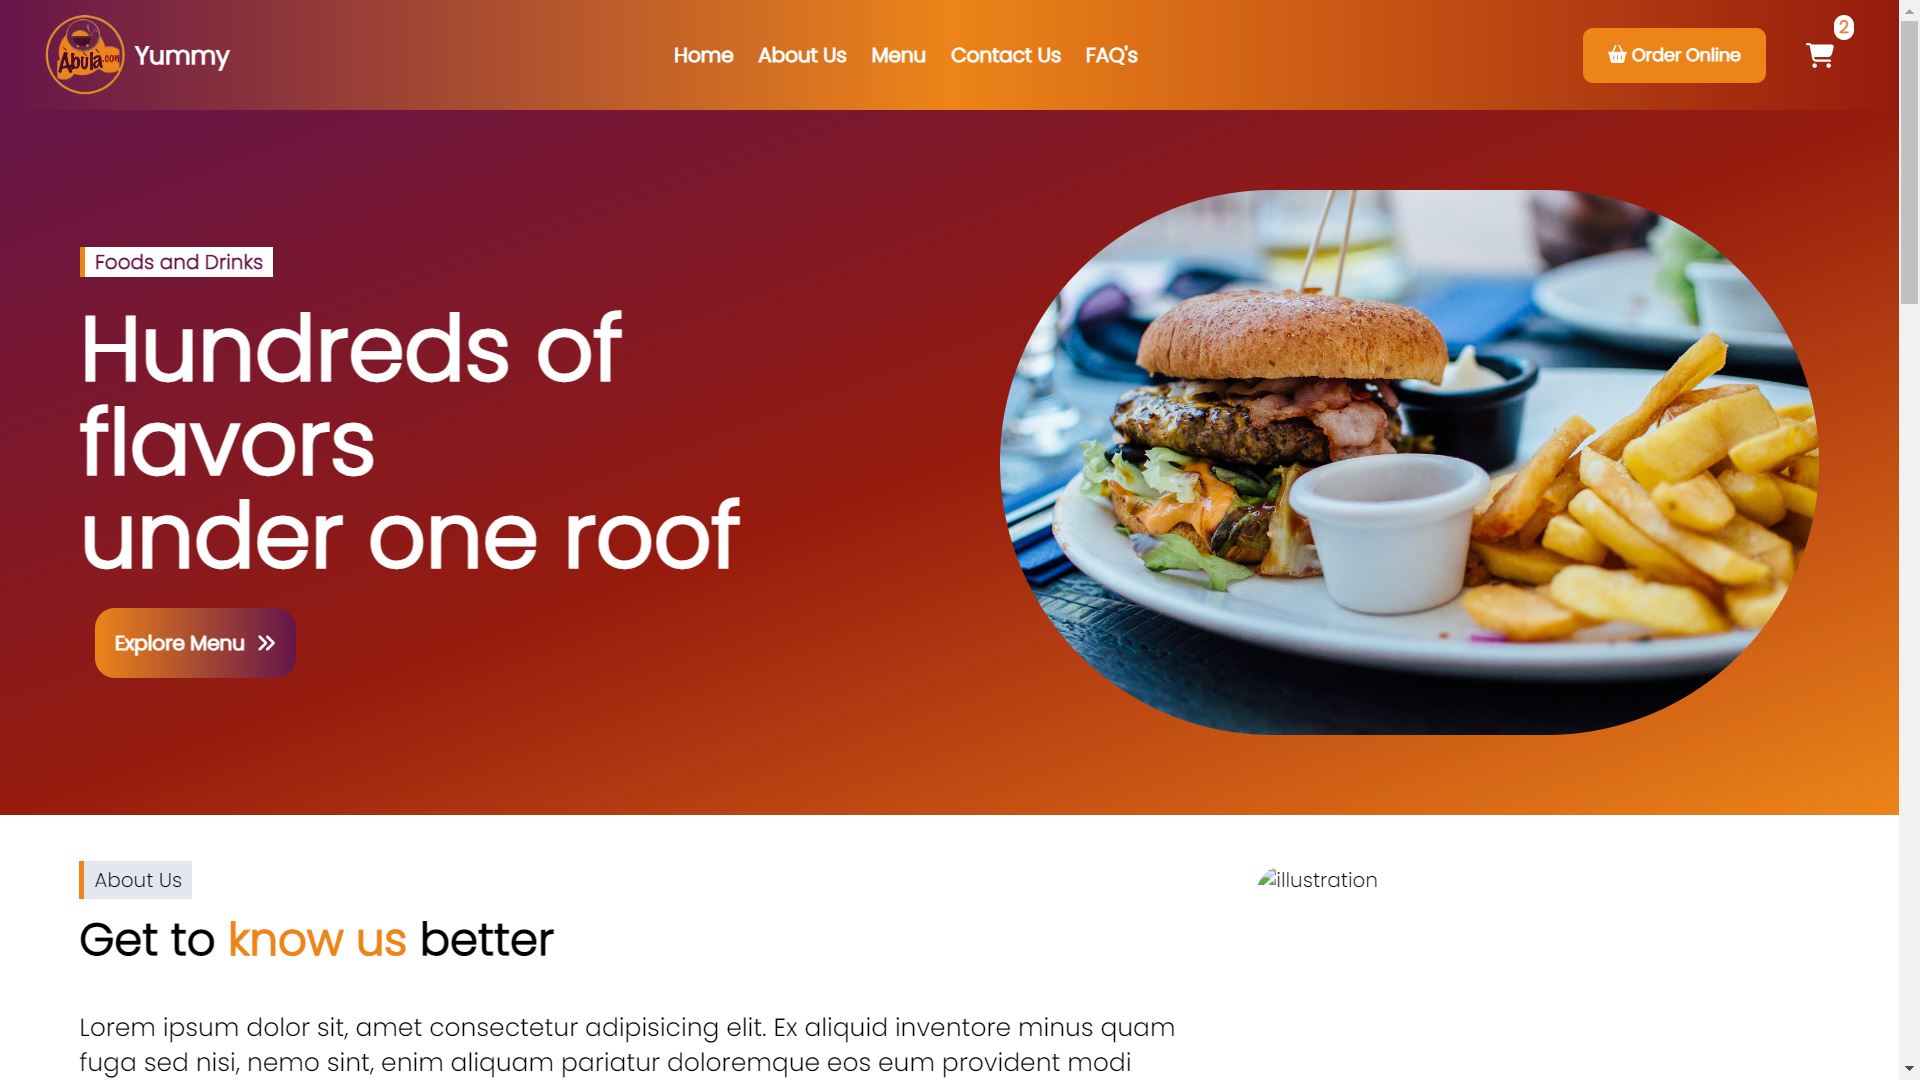 Àbùlà.con
Yummy
Home
About Us
Menu
Contact Us
FAQ's
Order Online
2
Foods and Drinks
Hundreds of
flavors
under one roof
Explore Menu
About Us
illustration
Get to know us better
Lorem ipsum dolor sit, amet consectetur adipisicing elit. Ex aliquid inventore minus quam
fuga sed nisi, nemo sint, enim aliquam pariatur doloremque eos eum provident modi